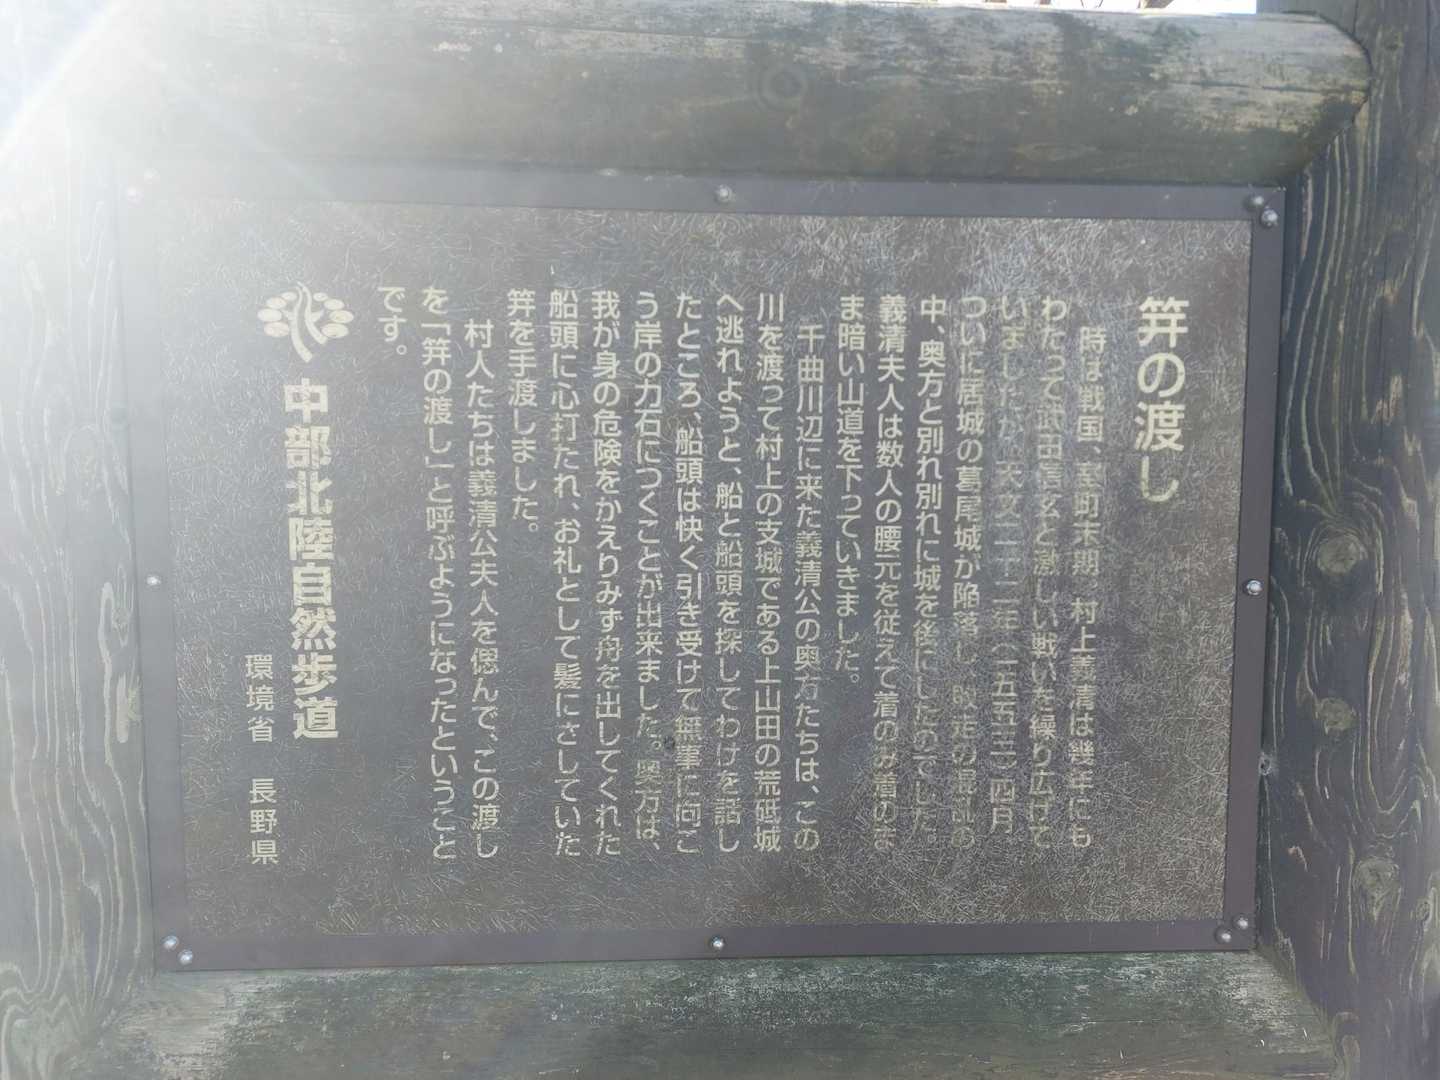 笄の渡し
時は戦国、室町末期、村上義清は幾年にも
わたって武田信玄と激しい戦いを繰り広げて
いましたが天文二十二年(一五五三)四月
ついに居城の葛尾城が陥落し、敗走の混乱の
中、奥方と別れ別れに城を後にしたのでした。
義清夫人は数人の腰元を従えて着のみ着のま
ま暗い山道を下っていきました。
千曲川辺に来た義清公の奥方たちは、この
川を渡って村上の支城である上山田の荒砥城
へ逃れようと、船と船頭を探してわけを話し
たところ、船頭は快く引き受けて無事に向こ
う岸の力石につくことが出来ました。奥方は、
我が身の危険をかえりみず舟を出してくれた
船頭に心打たれ、お礼として髪にさしていた
笄を手渡しました。
村人たちは義清公夫人を偲んで、この渡し
を「笄の渡し」と呼ぶようになったということ
です。
中部北陸自然歩道
環境省 長野県